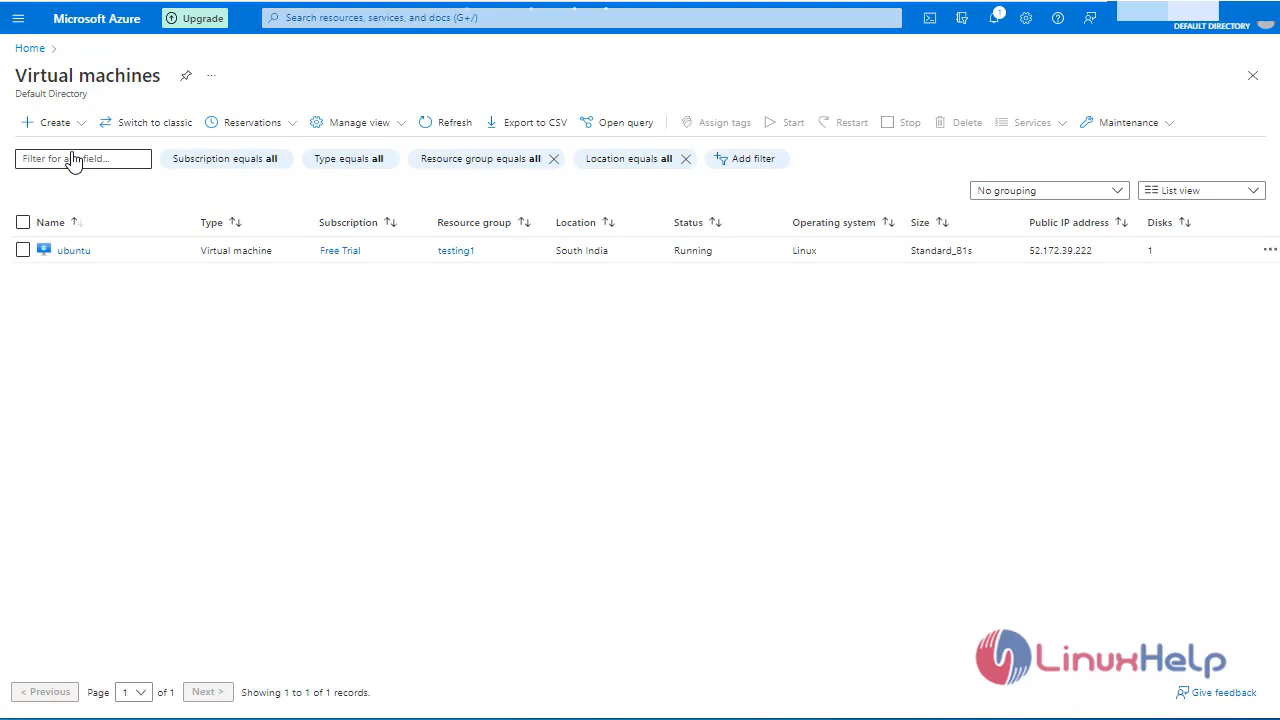 Microsoft Azure Upgrade Search resources, services, and docs (G+/) 1 DEFAULT DIRECTORY
Home
Virtual machines ...
Default Directory
Create Switch to classic Reservations Manage view Refresh Export to CSV Open query Assign tags Start Restart Stop Delete Services Maintenance
Filter for a field... Subscription equals all Type equals all Resource group equals all Location equals all Add filter
No grouping List view
Name Type Subscription Resource group Location Status Operating system Size Public IP address Disks
ubuntu Virtual machine Free Trial testing1 South India Running Linux Standard_B1s 52.172.39.222 1
LinuxHelp
< Previous Page 1 of 1 Next > Showing 1 to 1 of 1 records. Give feedback